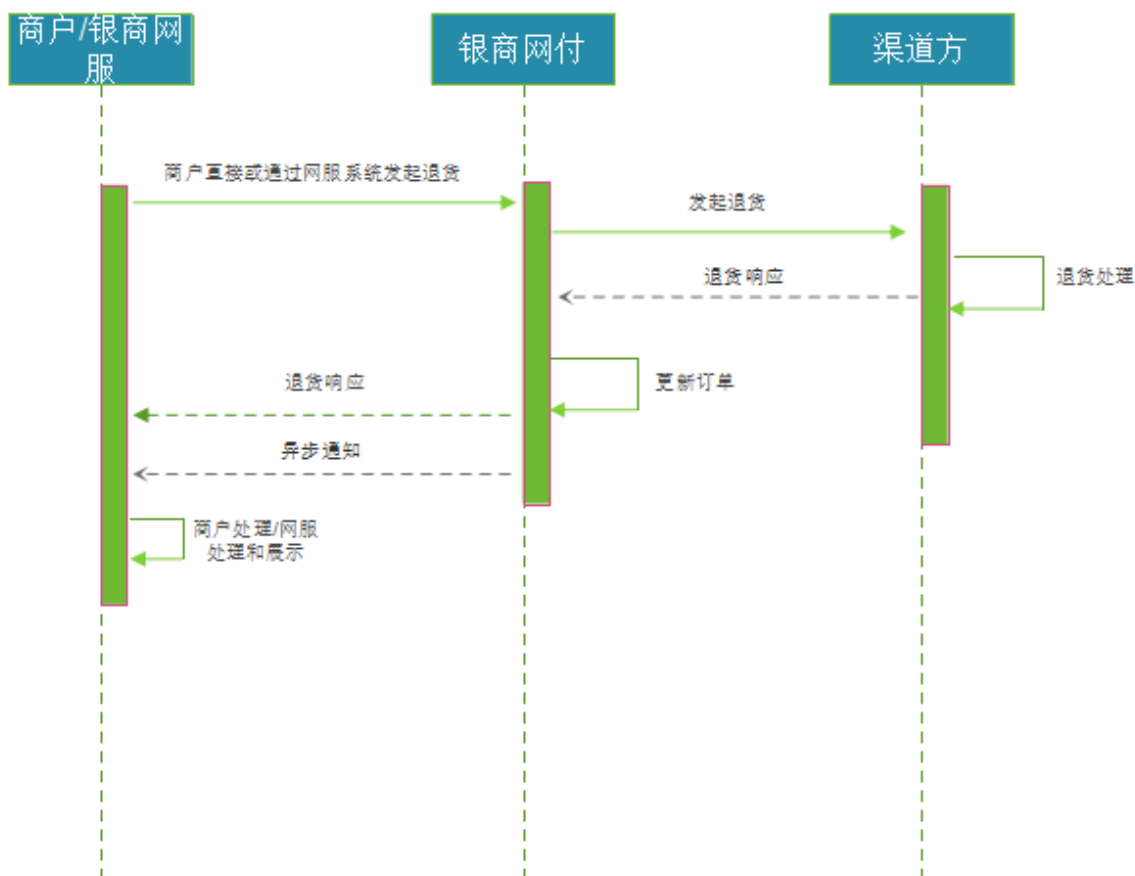 商户/银商网
服
银商网付
渠道方
商户直接或通过网服系统发起退货
发起退货
退货响应
退货处理
退货响应
更新订单
异步通知
商户处理/网服
处理和展示